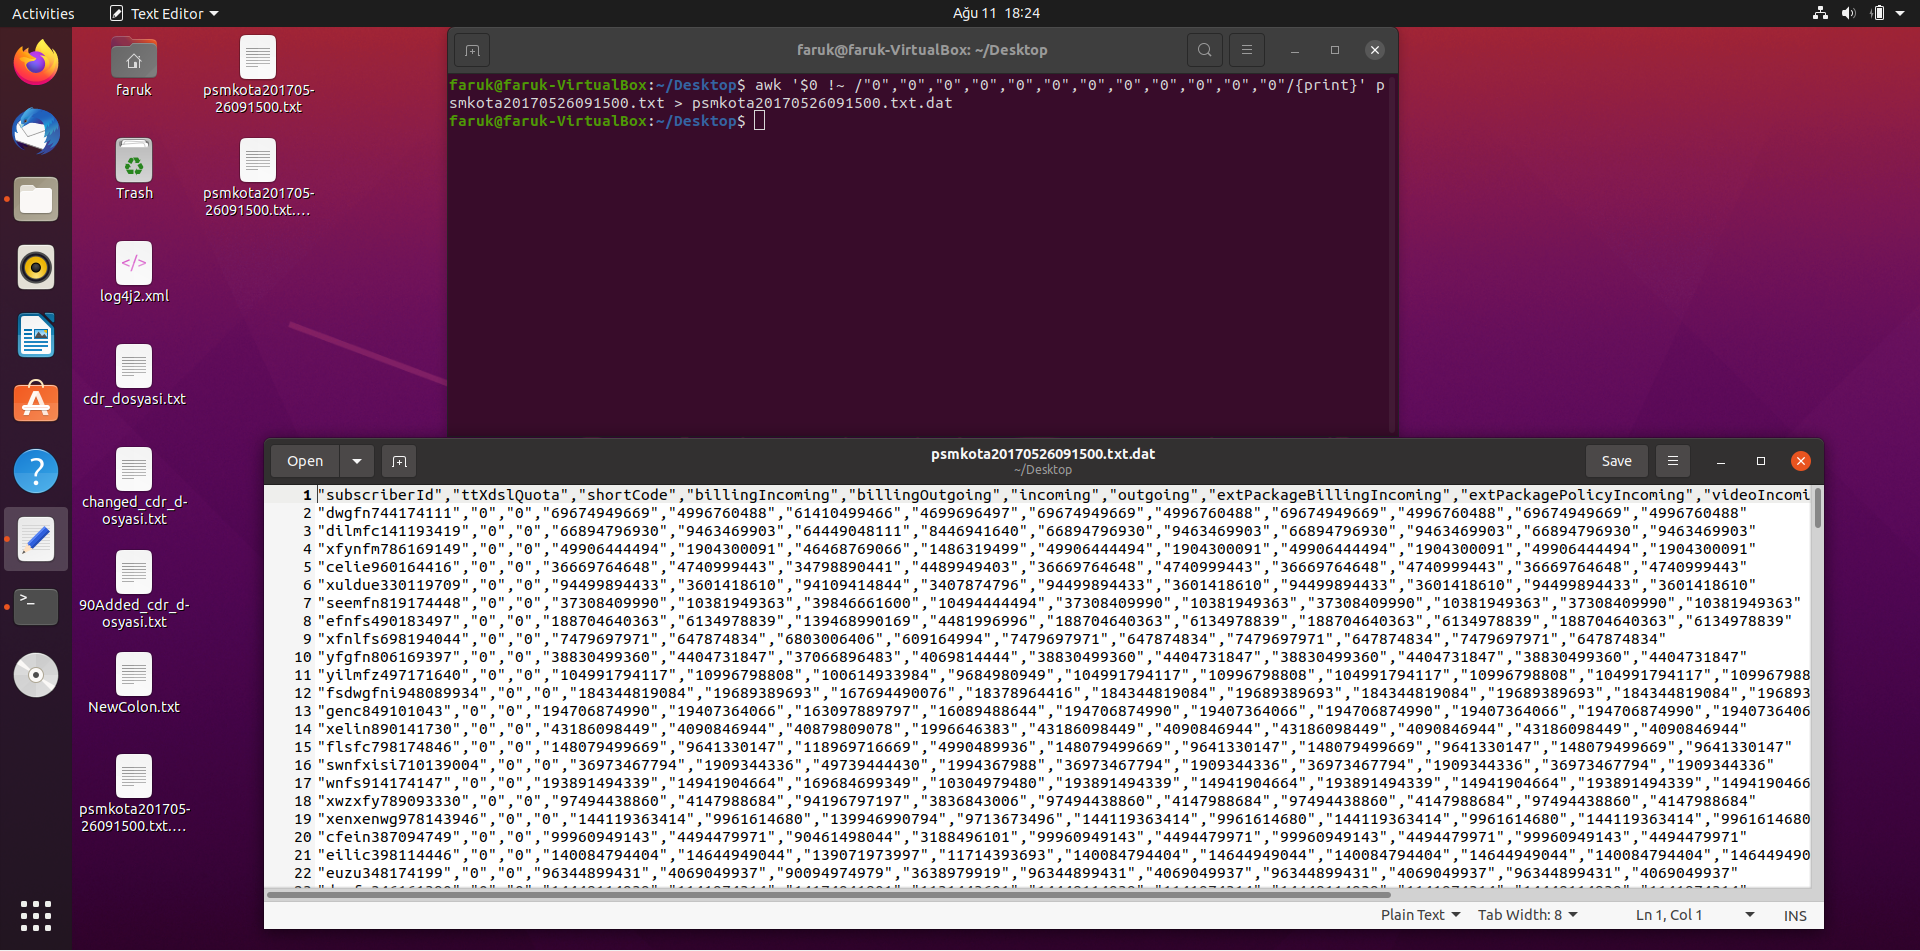 Activities
Text Editor
Ağu 11 18:24
faruk
Trash
log4j2.xml
cdr_dosyasi.txt
changed_cdr_d-
osyasi.txt
90Added_cdr_d-
osyasi.txt
NewColon.txt
psmkota201705-
26091500.txt....
psmkota201705-
26091500.txt
psmkota201705-
26091500.txt....
faruk@faruk-VirtualBox: ~/Desktop
faruk@faruk-VirtualBox:~/Desktop$ awk '$0 !~ /"0","0","0","0","0","0","0","0","0","0","0","0"/{print}' p
smkota20170526091500.txt > psmkota20170526091500.txt.dat
faruk@faruk-VirtualBox:~/Desktop$
Open
psmkota20170526091500.txt.dat
~/Desktop
Save
1 "subscriberId","ttXdslQuota","shortCode","billingIncoming","billingOutgoing","incoming","outgoing","extPackageBillingIncoming","extPackagePolicyIncoming","videoIncomi
2 "dwgfn744174111","0","0","69674949669","4996760488","61410499466","4699696497","69674949669","4996760488","69674949669","4996760488","69674949669","4996760488"
3 "dilmfc141193419","0","0","66894796930","9463469903","64449048111","8446941640","66894796930","9463469903","66894796930","9463469903","66894796930","9463469903"
4 "xfynfm786169149","0","0","49906444494","1904300091","46468769066","1486319499","49906444494","1904300091","49906444494","1904300091","49906444494","1904300091"
5 "celie960164416","0","0","36669764648","4740999443","34798890441","4489949403","36669764648","4740999443","36669764648","4740999443","36669764648","4740999443"
6 "xuldue330119709","0","0","94499894433","3601418610","94109414844","3407874796","94499894433","3601418610","94499894433","3601418610","94499894433","3601418610"
7 "seemfn819174448","0","0","37308409990","10381949363","39846661600","10494444494","37308409990","10381949363","37308409990","10381949363","37308409990","10381949363"
8 "efnfs490183497","0","0","188704640363","6134978839","139468990169","4481996996","188704640363","6134978839","188704640363","6134978839","188704640363","6134978839"
9 "xfnlfs698194044","0","0","7479697971","647874834","6803006406","609164994","7479697971","647874834","7479697971","647874834","7479697971","647874834"
10 "yfgfn806169397","0","0","38830499360","4404731847","37066896483","4069814444","38830499360","4404731847","38830499360","4404731847","38830499360","4404731847"
11 "yilmfz497171640","0","0","104991794117","10996798808","100614933984","9684980949","104991794117","10996798808","104991794117","10996798808","104991794117","109967988
12 "fsdwgfni948089934","0","0","184344819084","19689389693","167694490076","18378964416","184344819084","19689389693","184344819084","19689389693","184344819084","196893
13 "genc849101043","0","0","194706874990","19407364066","163097889797","16089488644","194706874990","19407364066","194706874990","19407364066","194706874990","1940736406
14 "xelin890141730","0","0","43186098449","4090846944","40879809078","1996646383","43186098449","4090846944","43186098449","4090846944","43186098449","4090846944"
15 "flsfc798174846","0","0","148079499669","9641330147","118969716669","4990489936","148079499669","9641330147","148079499669","9641330147","148079499669","9641330147"
16 "swnfxisi710139004","0","0","36973467794","1909344336","49739444430","1994367988","36973467794","1909344336","36973467794","1909344336","36973467794","1909344336"
17 "wnfs914174147","0","0","193891494339","14941904664","169684699349","10304979480","193891494339","14941904664","193891494339","14941904664","193891494339","1494190466
18 "xwzxfy789093330","0","0","97494438860","4147988684","94196797197","3836843006","97494438860","4147988684","97494438860","4147988684","97494438860","4147988684"
19 "xenxenwg978143946","0","0","144119363414","9961614680","139946990794","9713673496","144119363414","9961614680","144119363414","9961614680","144119363414","9961614680
20 "cfein387094749","0","0","99960949143","4494479971","90461498044","3188496101","99960949143","4494479971","99960949143","4494479971","99960949143","4494479971"
21 "eilic398114446","0","0","140084794404","14644949044","139071973997","11714393693","140084794404","14644949044","140084794404","14644949044","140084794404","146449490
22 "euzu348174199","0","0","96344899431","4069049937","90094974979","3638979919","96344899431","4069049937","96344899431","4069049937","96344899431","4069049937"
Plain Text
Tab Width: 8
Ln 1, Col 1
INS